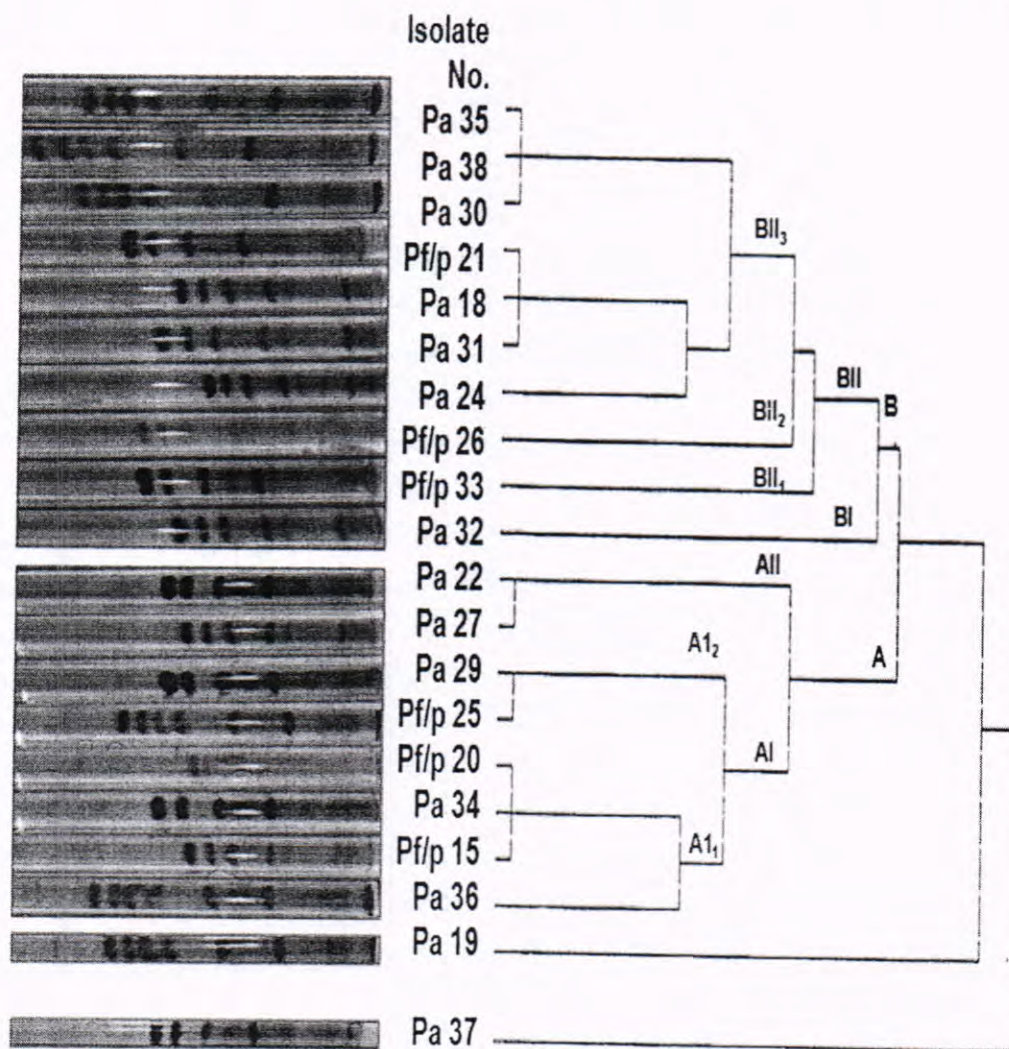 Isolate
No.
Pa 35
Pa 38
Pa 30
Pf/p 21
Pa 18
Pa 31
Pa 24
Pf/p 26
Pf/p 33
Pa 32
Pa 22
Pa 27
Pa 29
Pf/p 25
Pf/p 20
Pa 34
Pf/p 15
Pa 36
Pa 19
Pa 37
BII₃
BII₂
BII
B
BII₁
BI
AII
A1₂
A
AI
A1₁